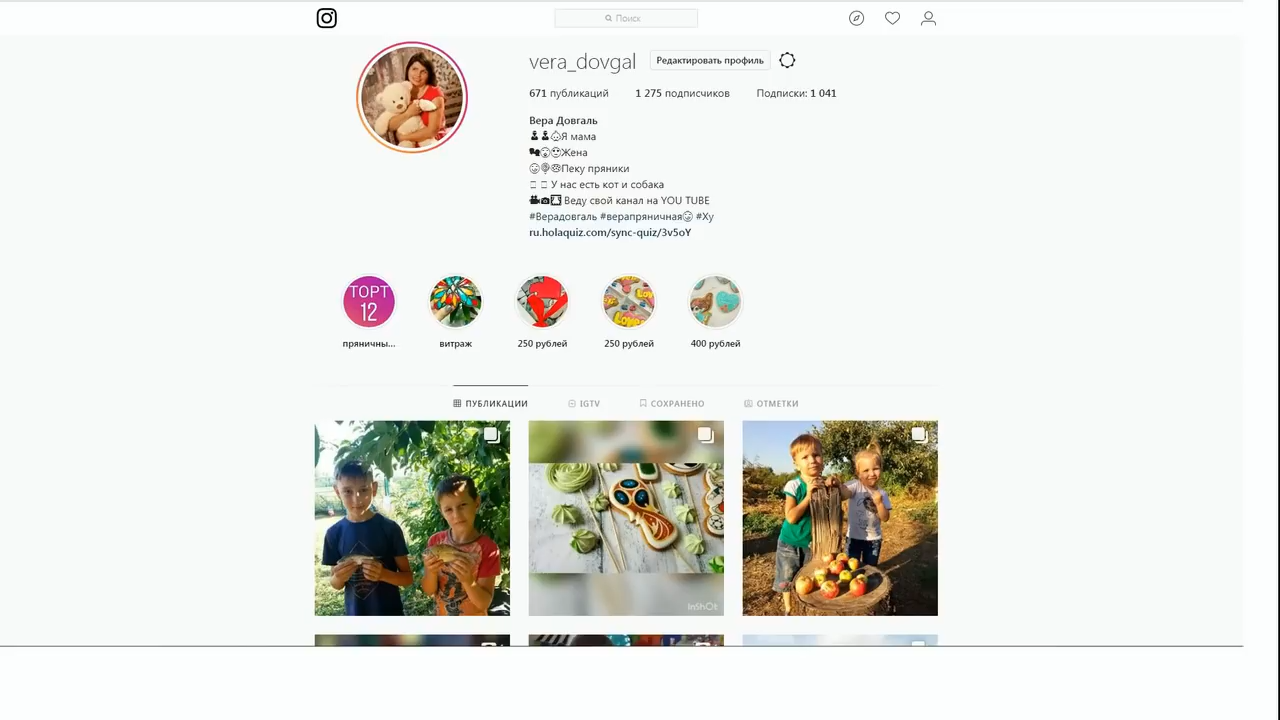 Поиск
vera_dovgal Редактировать профиль
671 публикаций 1 275 подписчиков Подписки: 1 041
Вера Довгаль
Я мама
Жена
Пеку пряники
У нас есть кот и собака
Веду свой канал на YOU TUBE
#Верадовгаль #верапряничная #Ху
ru.holaquiz.com/sync-quiz/3v5oY
ТОРТ
12
пряничны... витраж 250 рублей 250 рублей 400 рублей
ПУБЛИКАЦИИ IGTV СОХРАНЕНО ОТМЕТКИ
InShOt